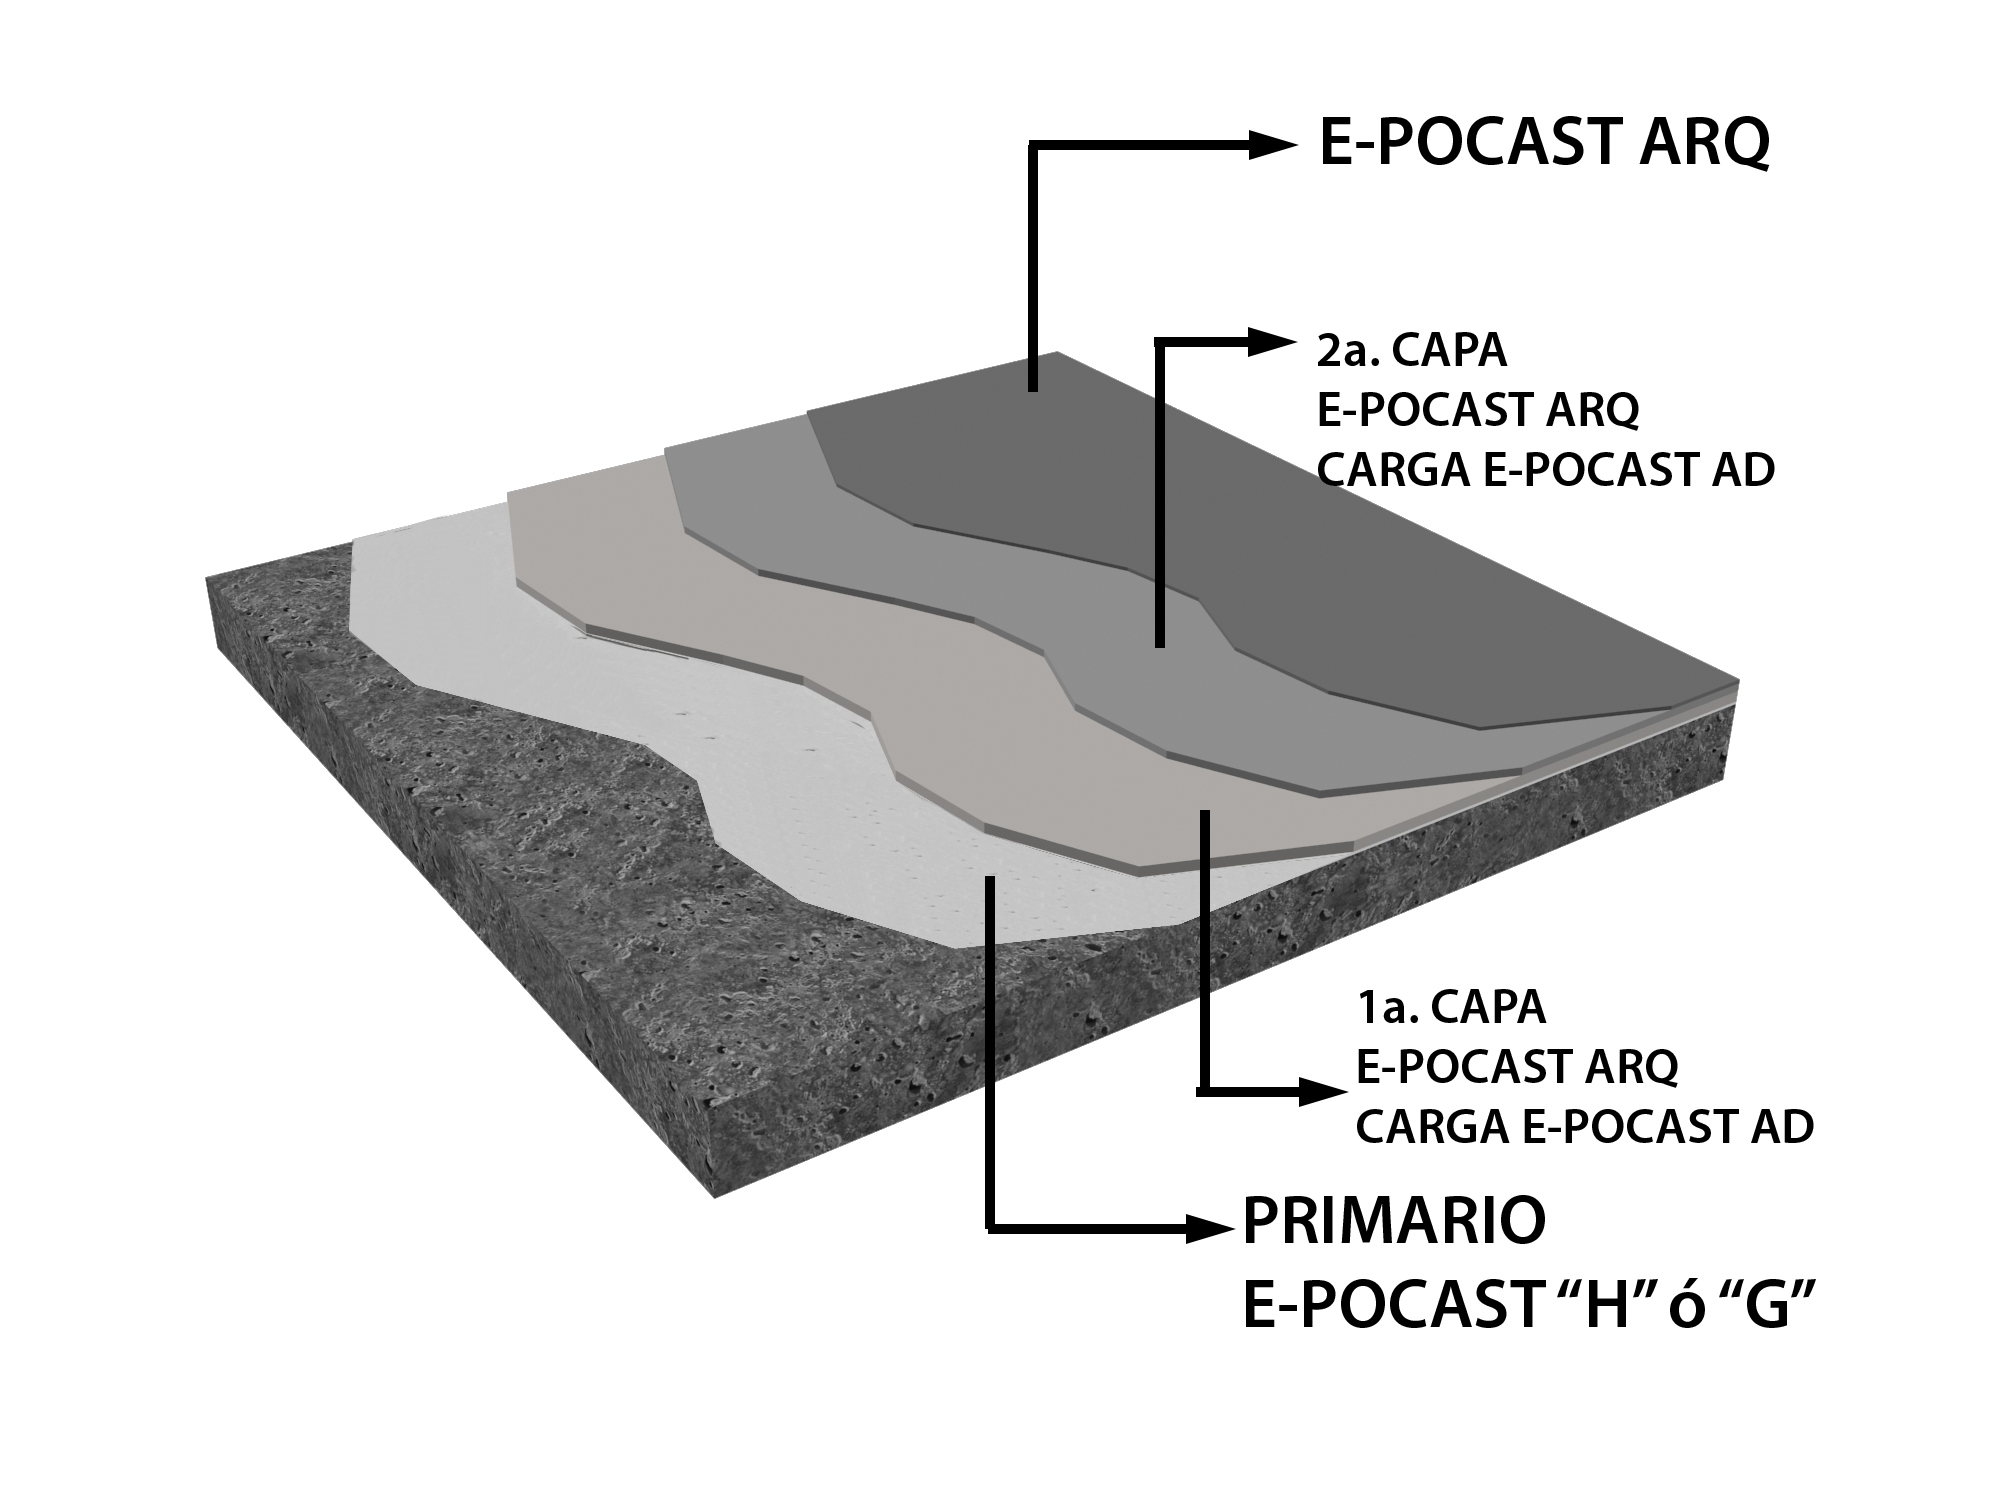 E-POCAST ARQ
2a. CAPA
E-POCAST ARQ
CARGA E-POCAST AD
1a. CAPA
E-POCAST ARQ
CARGA E-POCAST AD
PRIMARIO
E-POCAST “H” ó “G”